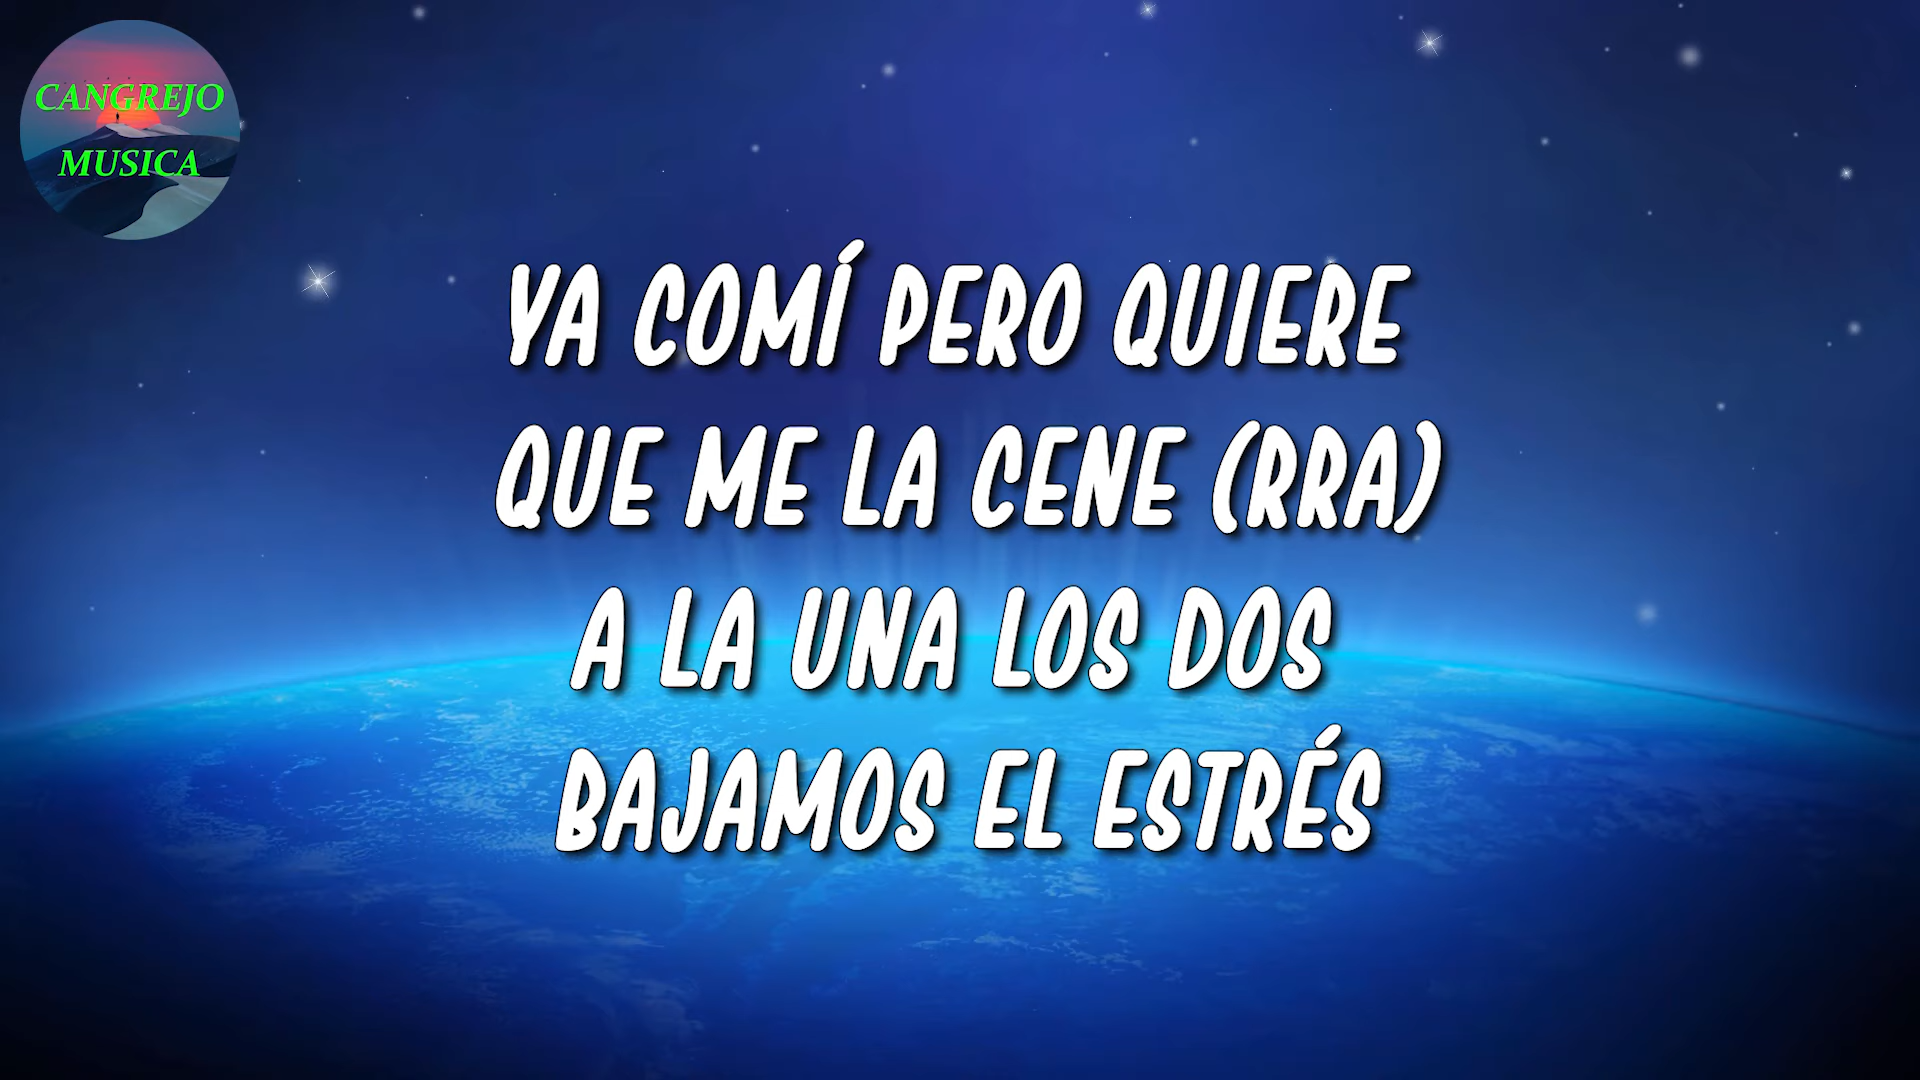 CANGREJO
MUSICA
YA COMÍ PERO QUIERE
QUE ME LA CENE (RRA)
A LA UNA LOS DOS
BAJAMOS EL ESTRÉS